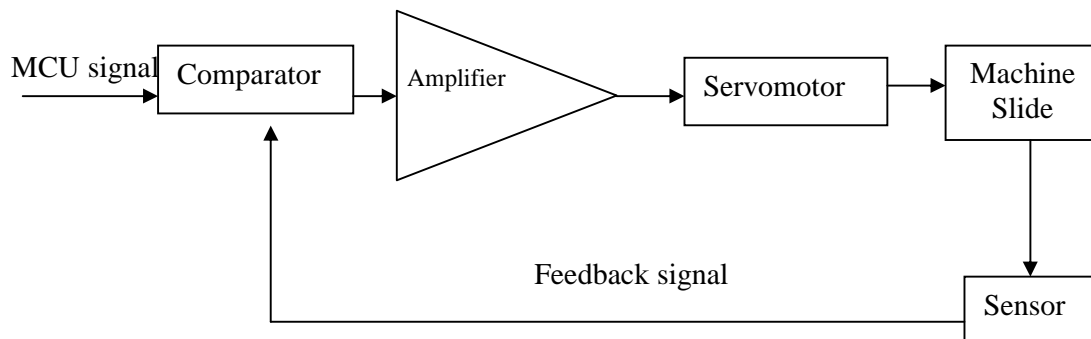 MCU signal
Comparator
Amplifier
Servomotor
Machine
Slide
Feedback signal
Sensor